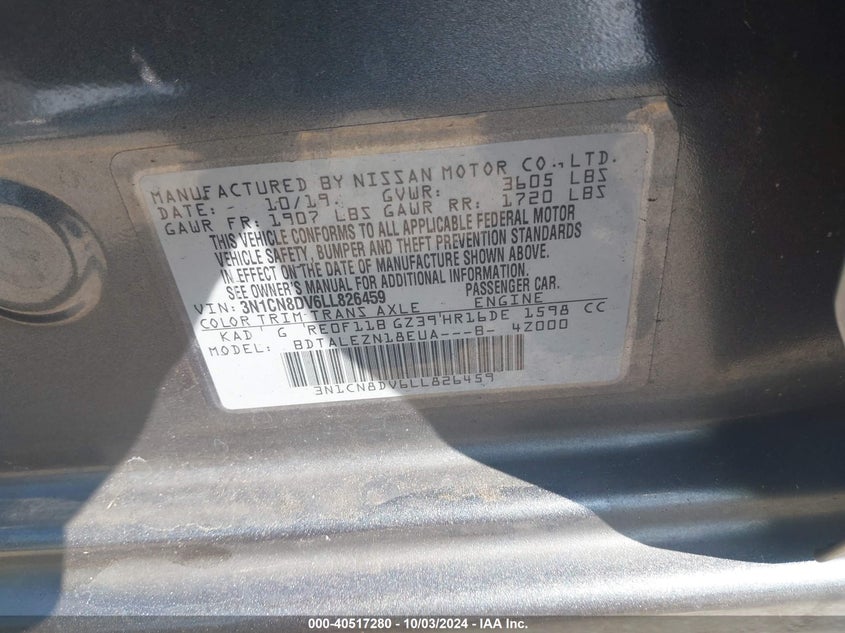 MANUFACTURED BY NISSAN MOTOR CO.,LTD.
DATE: - 10/19. GVWR: 3605 LBS
GAWR FR: 1907 LBS GAWR RR: 1720 LBS
THIS VEHICLE CONFORMS TO ALL APPLICABLE FEDERAL MOTOR
VEHICLE SAFETY, BUMPER AND THEFT PREVENTION STANDARDS
IN EFFECT ON THE DATE OF MANUFACTURE SHOWN ABOVE.
SEE OWNER'S MANUAL FOR ADDITIONAL INFORMATION.
VIN: 3N1CN8DV6LL826459 PASSENGER CAR.
COLOR TRIM-TRANS AXLE ENGINE
KAD G RE0F11B GZ39 HR16DE 1598 CC
MODEL: BDTALEZN18EUA---B- 42000
3N1CN8DV6LL826459
000-40517280 - 10/03/2024 - IAA Inc.